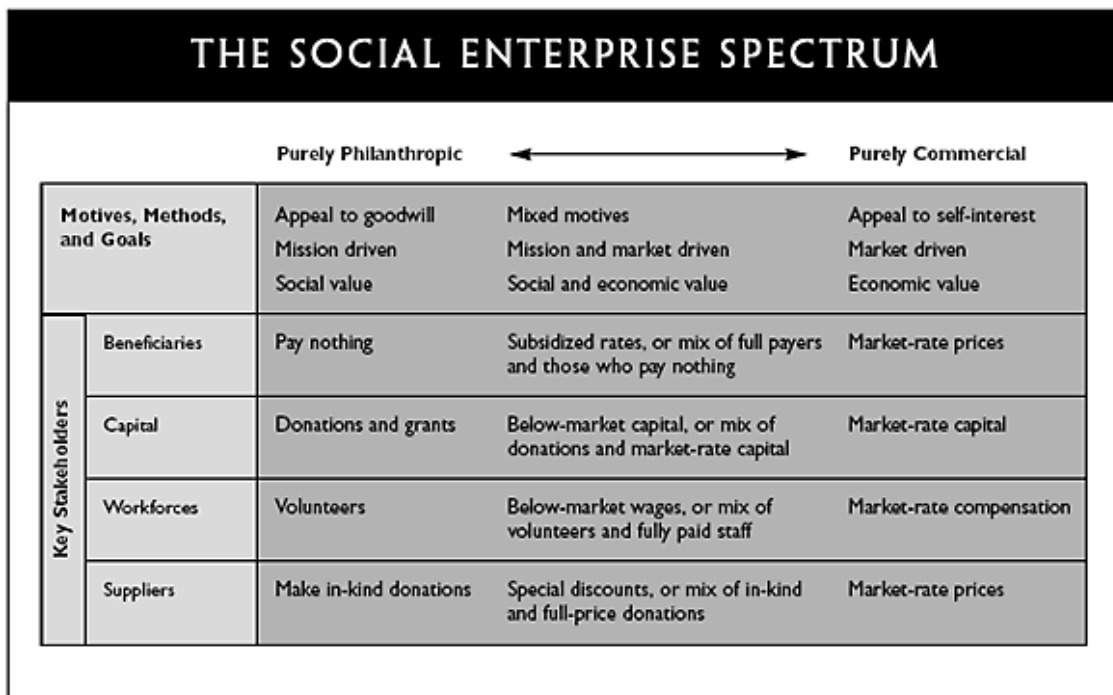 THE SOCIAL ENTERPRISE SPECTRUM
Purely Philanthropic
Purely Commercial
Motives, Methods,
and Goals
Appeal to goodwill
Mission driven
Social value
Mixed motives
Mission and market driven
Social and economic value
Appeal to self-interest
Market driven
Economic value
Key Stakeholders
Beneficiaries
Pay nothing
Subsidized rates, or mix of full payers
and those who pay nothing
Market-rate prices
Capital
Donations and grants
Below-market capital, or mix of
donations and market-rate capital
Market-rate capital
Workforces
Volunteers
Below-market wages, or mix of
volunteers and fully paid staff
Market-rate compensation
Suppliers
Make in-kind donations
Special discounts, or mix of in-kind
and full-price donations
Market-rate prices